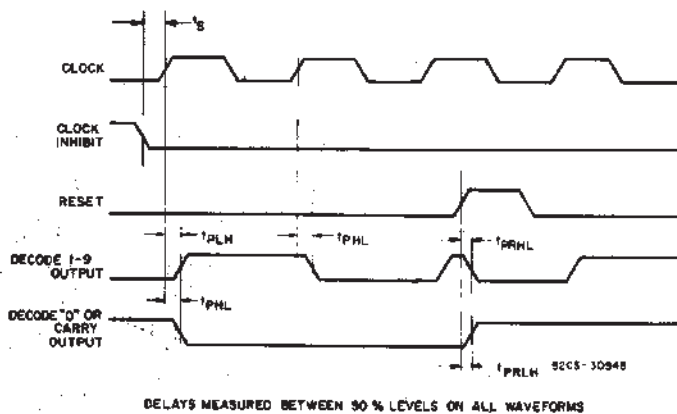 tS
CLOCK
CLOCK
INHIBIT
RESET
tPLH
tPHL
tPRHL
DECODE 1-9
OUTPUT
tPHL
DECODE "0" OR
CARRY
OUTPUT
tPRLH
92CS-30948
DELAYS MEASURED BETWEEN 50 % LEVELS ON ALL WAVEFORMS